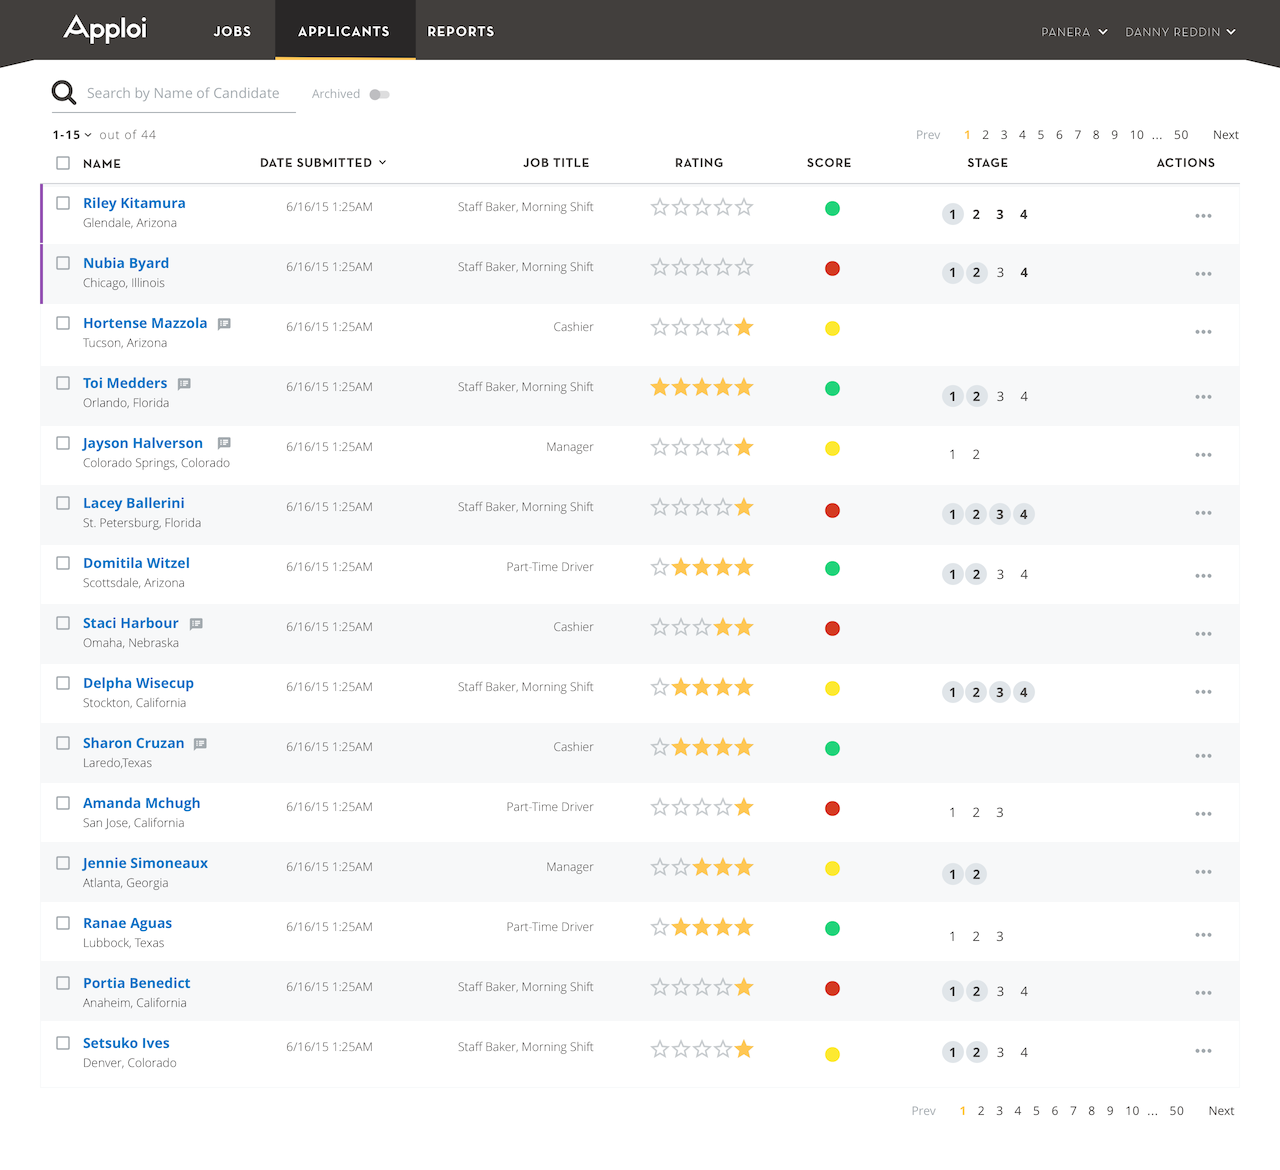 Apploi JOBS APPLICANTS REPORTS PANERA DANNY REDDIN
Search by Name of Candidate Archived
1-15 out of 44 Prev 1 2 3 4 5 6 7 8 9 10 ... 50 Next
NAME DATE SUBMITTED JOB TITLE RATING SCORE STAGE ACTIONS
Riley Kitamura 6/16/15 1:25AM Staff Baker, Morning Shift 1 2 3 4
Glendale, Arizona
Nubia Byard 6/16/15 1:25AM Staff Baker, Morning Shift 1 2 3 4
Chicago, Illinois
Hortense Mazzola 6/16/15 1:25AM Cashier
Tucson, Arizona
Toi Medders 6/16/15 1:25AM Staff Baker, Morning Shift 1 2 3 4
Orlando, Florida
Jayson Halverson 6/16/15 1:25AM Manager 1 2
Colorado Springs, Colorado
Lacey Ballerini 6/16/15 1:25AM Staff Baker, Morning Shift 1 2 3 4
St. Petersburg, Florida
Domitila Witzel 6/16/15 1:25AM Part-Time Driver 1 2 3 4
Scottsdale, Arizona
Staci Harbour 6/16/15 1:25AM Cashier
Omaha, Nebraska
Delpha Wisecup 6/16/15 1:25AM Staff Baker, Morning Shift 1 2 3 4
Stockton, California
Sharon Cruzan 6/16/15 1:25AM Cashier
Laredo,Texas
Amanda Mchugh 6/16/15 1:25AM Part-Time Driver 1 2 3
San Jose, California
Jennie Simoneaux 6/16/15 1:25AM Manager 1 2
Atlanta, Georgia
Ranae Aguas 6/16/15 1:25AM Part-Time Driver 1 2 3
Lubbock, Texas
Portia Benedict 6/16/15 1:25AM Staff Baker, Morning Shift 1 2 3 4
Anaheim, California
Setsuko Ives 6/16/15 1:25AM Staff Baker, Morning Shift 1 2 3 4
Denver, Colorado
Prev 1 2 3 4 5 6 7 8 9 10 ... 50 Next